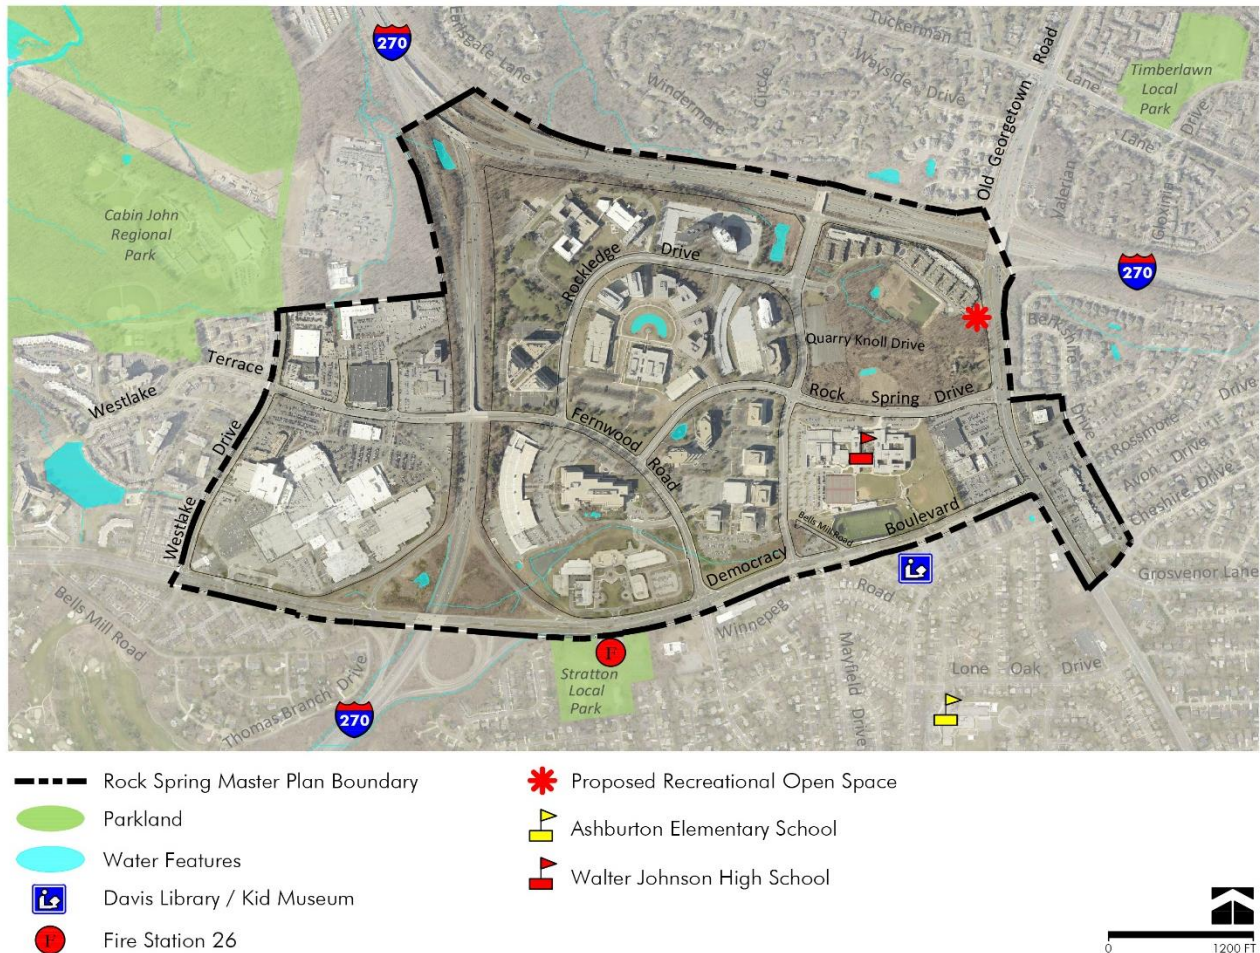 270
Farmsgate Lane
Tuckerman
Lane
Wayside Drive
Windermere
Circle
Old Georgetown Road
Timberlawn
Local
Park
Lane
Drive
Valerian
Gloxinia
Cabin John
Regional
Park
270
Rockledge
Drive
Berkshire
Drive
Quarry Knoll Drive
Westlake
Terrace
Rock Spring Drive
Westlake
Drive
Fernwood
Road
Rossmore Drive
Avon Drive
Cheshire Drive
Bells Mill Road
Democracy
Boulevard
Grosvenor Lane
Bells Mill Road
Winnepeg
Road
Mayfield Drive
Lone Oak Drive
F
Stratton
Local
Park
Thomas Branch Drive
270
Rock Spring Master Plan Boundary
Parkland
Water Features
Davis Library / Kid Museum
F
Fire Station 26
Proposed Recreational Open Space
Ashburton Elementary School
Walter Johnson High School
0
1200 FT